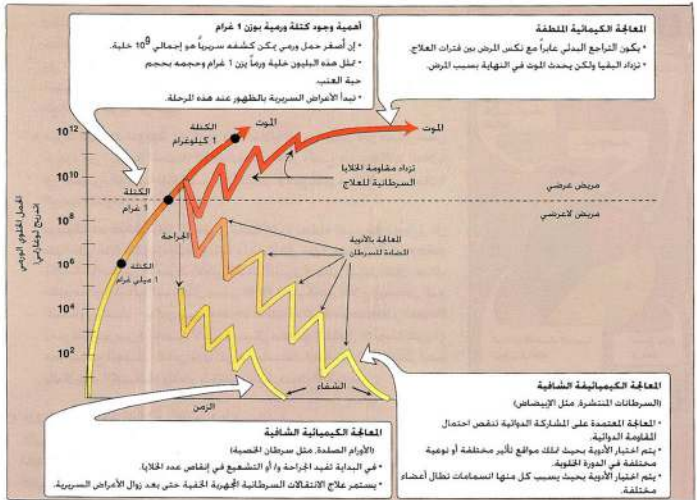 أهمية وجود كتلة ورمية بوزن 1 غرام
• إن أصغر حمل ورمي يمكن كشفه سريرياً هو إجمالي 10⁹ خلية.
• تمثل هذه البليون خلية ورماً يزن 1 غرام وحجمه بحجم
حبة العنب.
• تبدأ الأعراض السريرية بالظهور عند هذه المرحلة.
المعالجة الكيميائية الملطفة
• يكون التراجع البدئي عابراً مع نكس المرض بين فترات العلاج.
• تزداد البقيا ولكن يحدث الموت في النهاية بسبب المرض.
10¹²
10¹⁰
10⁸
10⁶
10⁴
10²
الحمل الخلوي الورمي
(تدريج لوغارتمي)
الكتلة
1 كيلوغرام
الموت
الموت
الكتلة
1 غرام
تزداد مقاومة الخلايا
السرطانية للعلاج
مريض عرضي
مريض لاعرضي
الجراحة
المعالجة بالأدوية
المضادة للسرطان
الكتلة
1 ميلي غرام
الشفاء
الزمن
المعالجة الكيميائية الشافية
(الأورام الصلدة، مثل سرطان الخصية)
• في البداية تفيد الجراحة و/ أو التشعيع في إنقاص عدد الخلايا.
• يستمر علاج الانتقالات السرطانية المجهرية الخفية حتى بعد زوال الأعراض السريرية.
المعالجة الكيميائيفة الشافية
(السرطانات المنتشرة، مثل الإبيضاض)
• المعالجة المعتمدة على المشاركة الدوائية تنقص احتمال
المقاومة الدوائية.
• يتم اختيار الأدوية بحيث تملك مواقع تأثير مختلفة أو نوعية
مختلفة في الدورة الخلوية.
• يتم اختيار الأدوية بحيث يسبب كل منها انسمامات تطال أعضاء
مختلفة.